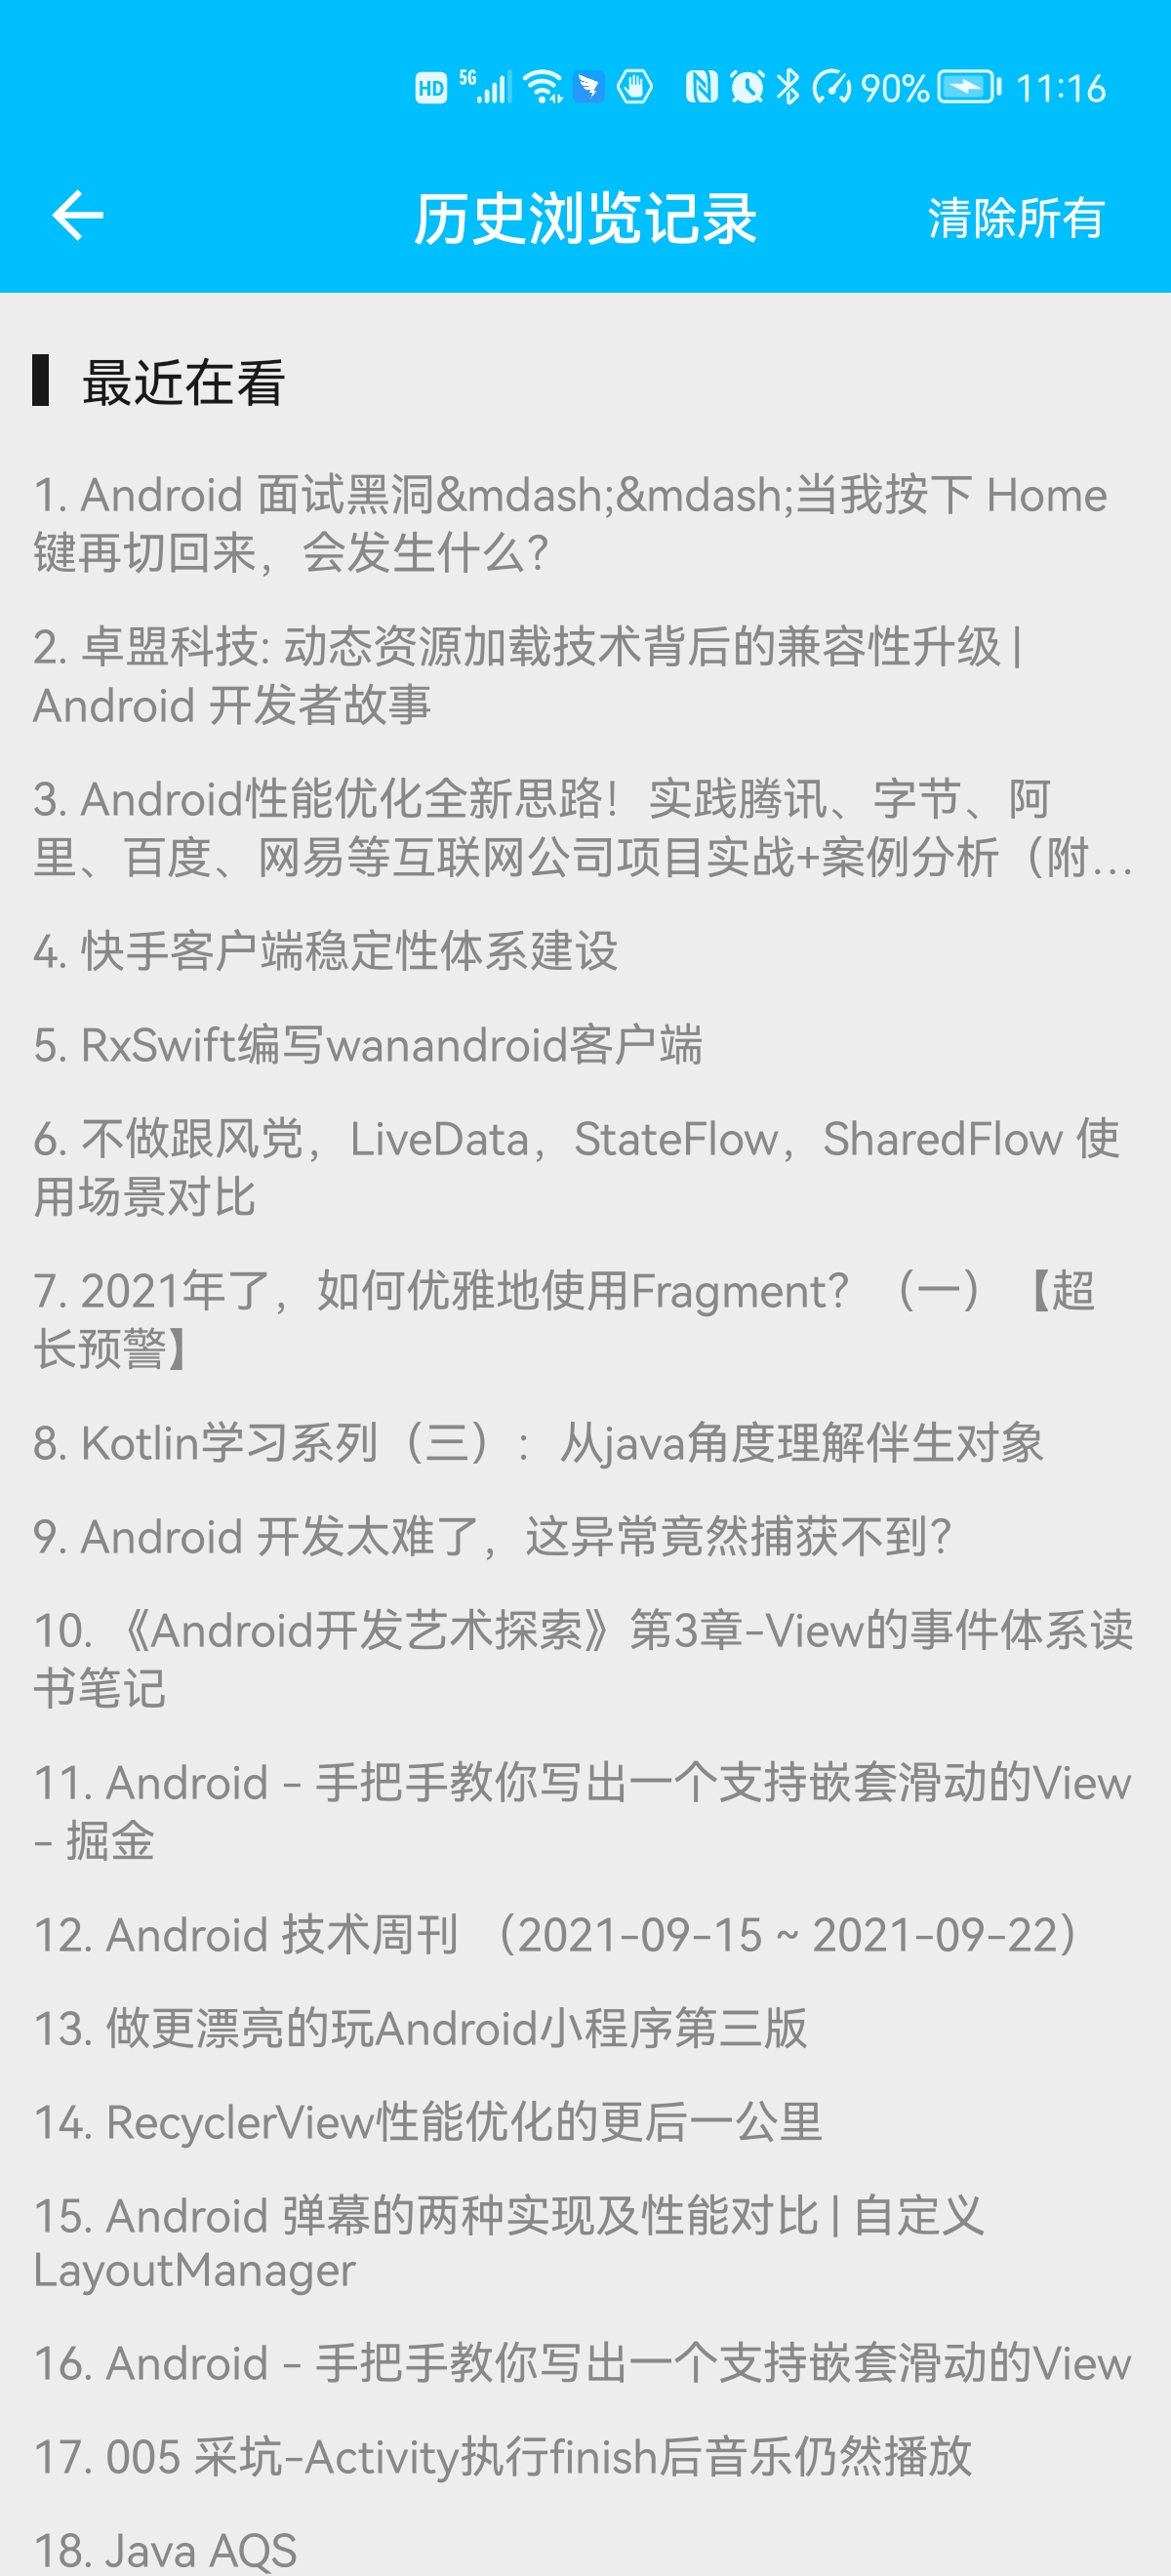 HD 5G 90% 11:16
历史浏览记录 清除所有
最近在看
1. Android 面试黑洞&mdash;&mdash;当我按下 Home
键再切回来，会发生什么？
2. 卓盟科技: 动态资源加载技术背后的兼容性升级 |
Android 开发者故事
3. Android性能优化全新思路！实践腾讯、字节、阿
里、百度、网易等互联网公司项目实战+案例分析（附…
4. 快手客户端稳定性体系建设
5. RxSwift编写wanandroid客户端
6. 不做跟风党，LiveData，StateFlow，SharedFlow 使
用场景对比
7. 2021年了，如何优雅地使用Fragment？（一）【超
长预警】
8. Kotlin学习系列（三）：从java角度理解伴生对象
9. Android 开发太难了，这异常竟然捕获不到？
10. 《Android开发艺术探索》第3章-View的事件体系读
书笔记
11. Android - 手把手教你写出一个支持嵌套滑动的View
- 掘金
12. Android 技术周刊 （2021-09-15 ~ 2021-09-22）
13. 做更漂亮的玩Android小程序第三版
14. RecyclerView性能优化的更后一公里
15. Android 弹幕的两种实现及性能对比 | 自定义
LayoutManager
16. Android - 手把手教你写出一个支持嵌套滑动的View
17. 005 采坑-Activity执行finish后音乐仍然播放
18. Java AQS